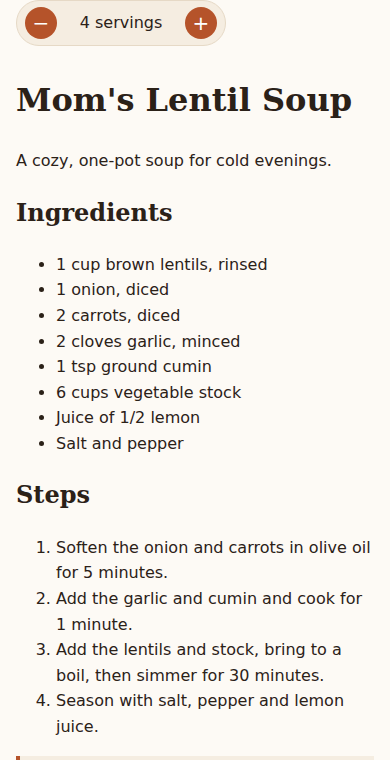 − 4 servings +
Mom's Lentil Soup
A cozy, one-pot soup for cold evenings.
Ingredients
• 1 cup brown lentils, rinsed
• 1 onion, diced
• 2 carrots, diced
• 2 cloves garlic, minced
• 1 tsp ground cumin
• 6 cups vegetable stock
• Juice of 1/2 lemon
• Salt and pepper
Steps
1. Soften the onion and carrots in olive oil
for 5 minutes.
2. Add the garlic and cumin and cook for
1 minute.
3. Add the lentils and stock, bring to a
boil, then simmer for 30 minutes.
4. Season with salt, pepper and lemon
juice.